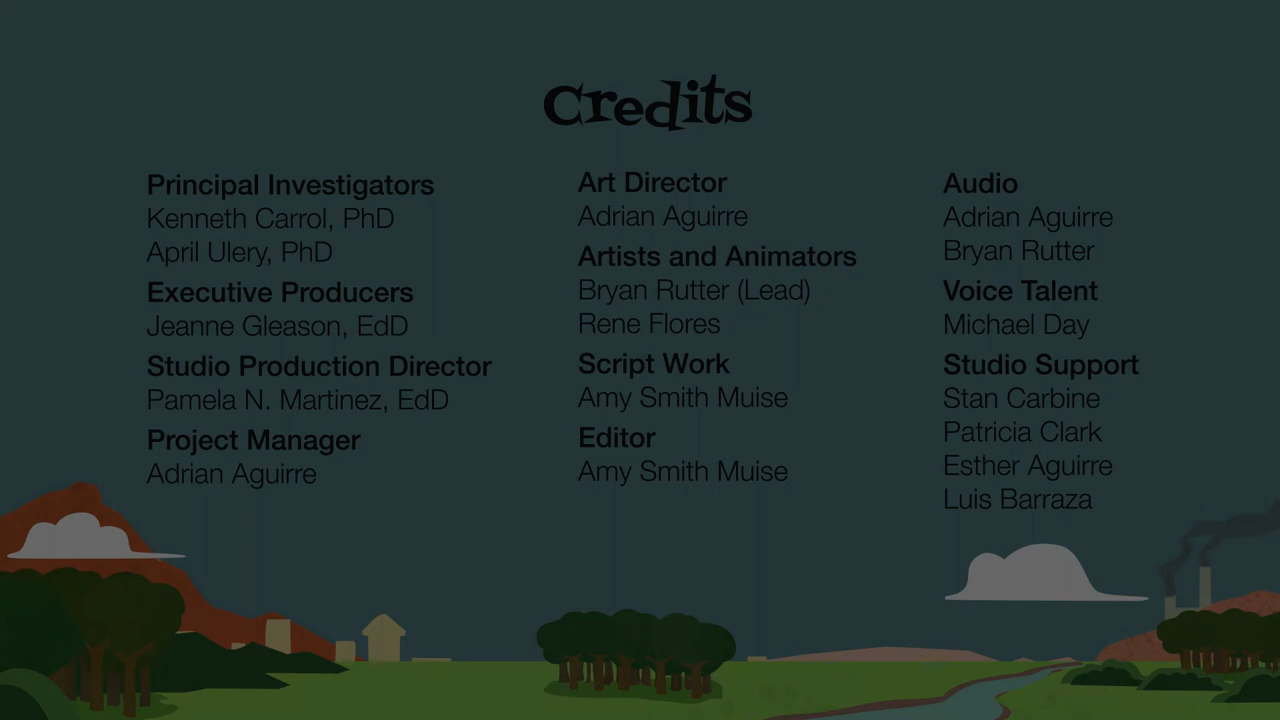 Credits
Principal Investigators
Kenneth Carrol, PhD
April Ulery, PhD
Executive Producers
Jeanne Gleason, EdD
Studio Production Director
Pamela N. Martinez, EdD
Project Manager
Adrian Aguirre
Art Director
Adrian Aguirre
Artists and Animators
Bryan Rutter (Lead)
Rene Flores
Script Work
Amy Smith Muise
Editor
Amy Smith Muise
Audio
Adrian Aguirre
Bryan Rutter
Voice Talent
Michael Day
Studio Support
Stan Carbine
Patricia Clark
Esther Aguirre
Luis Barraza